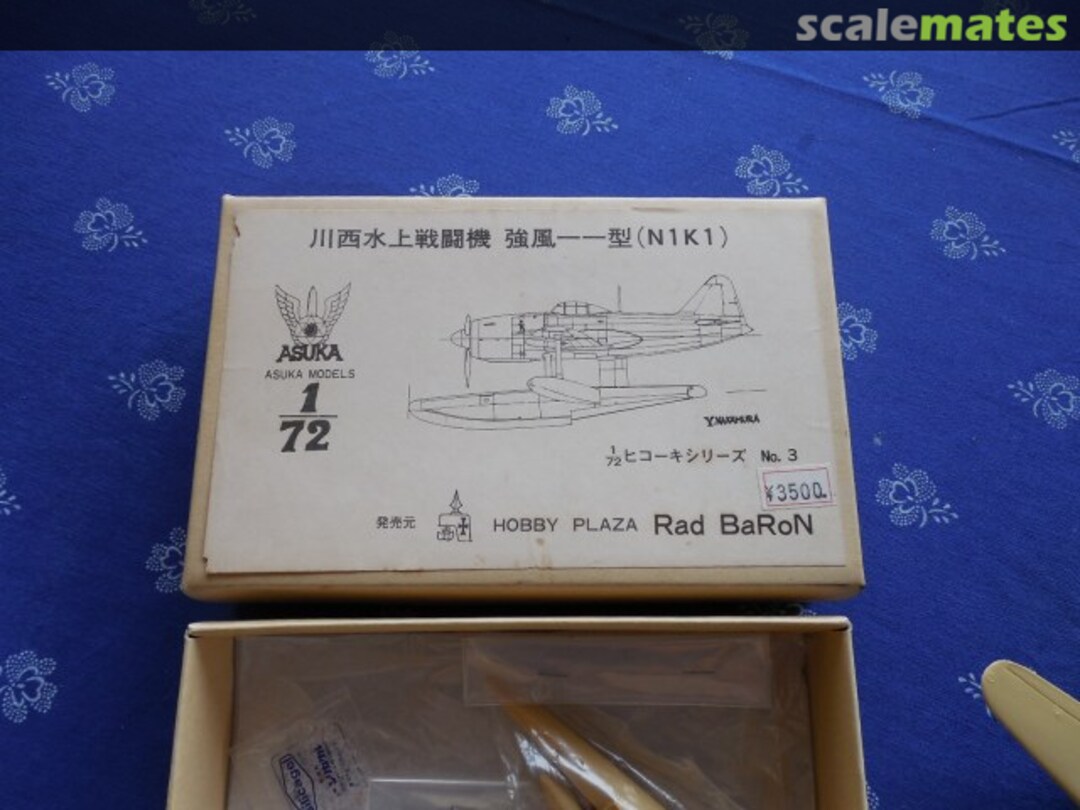 scalemates
川西水上戦闘機 強風一一型(N1K1)
ASUKA
ASUKA MODELS
1
72
Y.NAKAMURA
1/72ヒコーキシリーズ No.3
¥3500.
発売元 HOBBY PLAZA Rad BaRoN